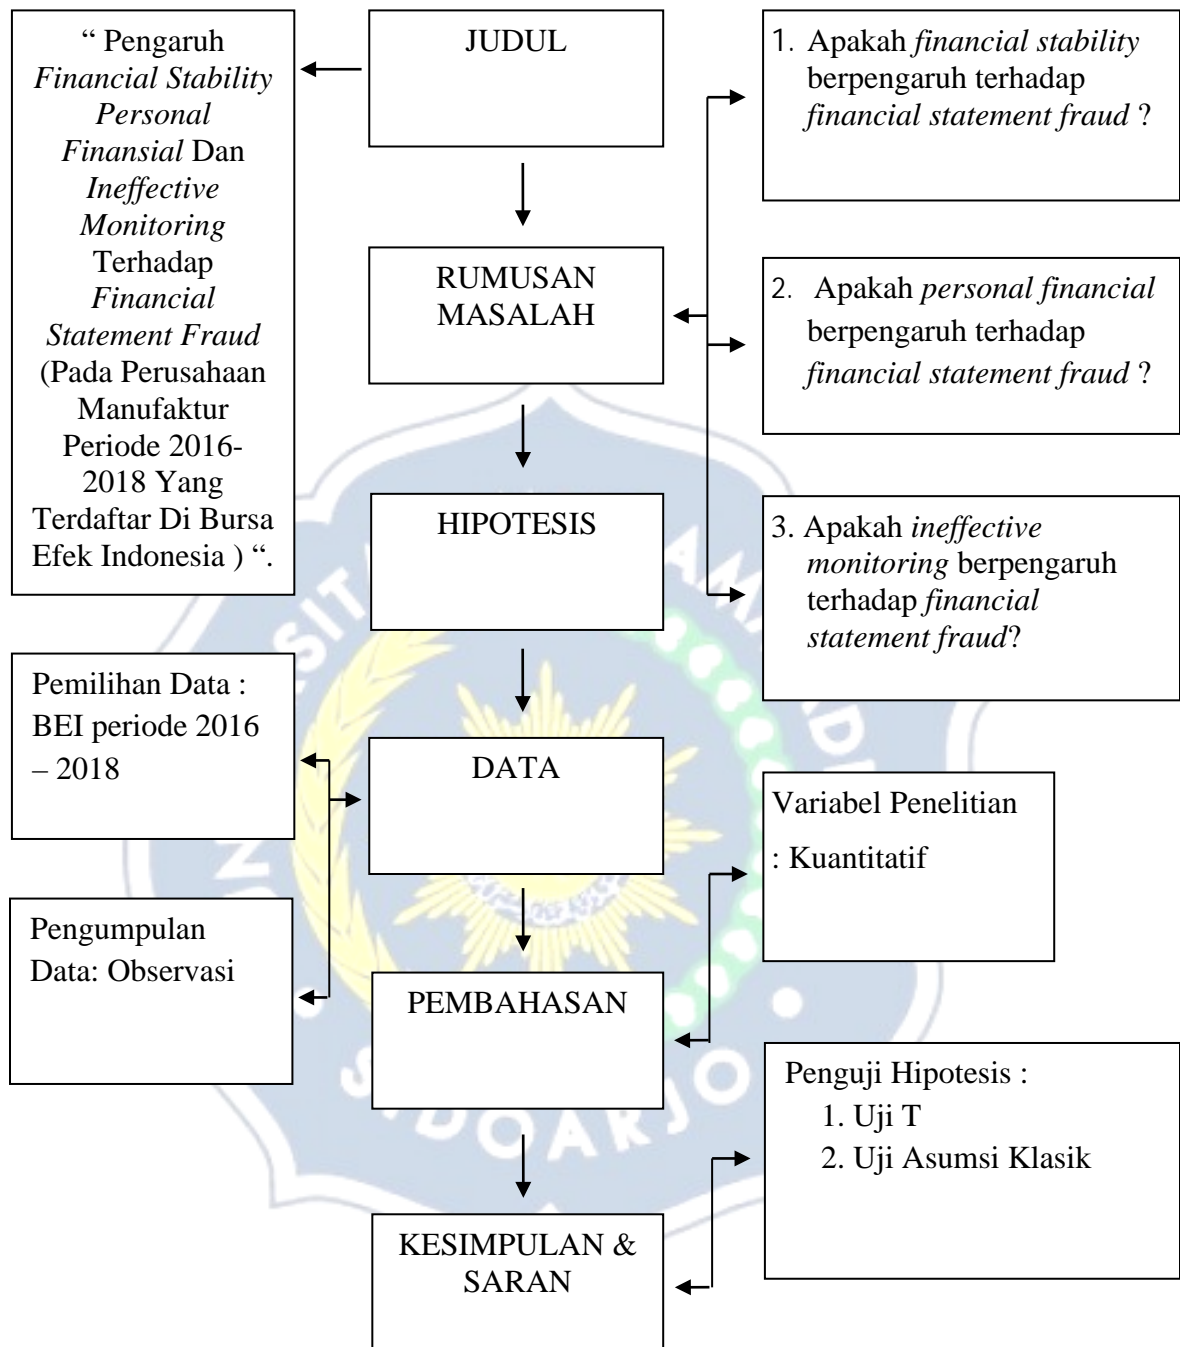 “ Pengaruh
Financial Stability
Personal
Finansial Dan
Ineffective
Monitoring
Terhadap
Financial
Statement Fraud
(Pada Perusahaan
Manufaktur
Periode 2016-
2018 Yang
Terdaftar Di Bursa
Efek Indonesia ) “.
JUDUL
1. Apakah financial stability
berpengaruh terhadap
financial statement fraud ?
RUMUSAN
MASALAH
2. Apakah personal financial
berpengaruh terhadap
financial statement fraud ?
HIPOTESIS
3. Apakah ineffective
monitoring berpengaruh
terhadap financial
statement fraud?
Pemilihan Data :
BEI periode 2016
– 2018
DATA
Variabel Penelitian
: Kuantitatif
Pengumpulan
Data: Observasi
PEMBAHASAN
Penguji Hipotesis :
1. Uji T
2. Uji Asumsi Klasik
KESIMPULAN &
SARAN
SIDOARJO